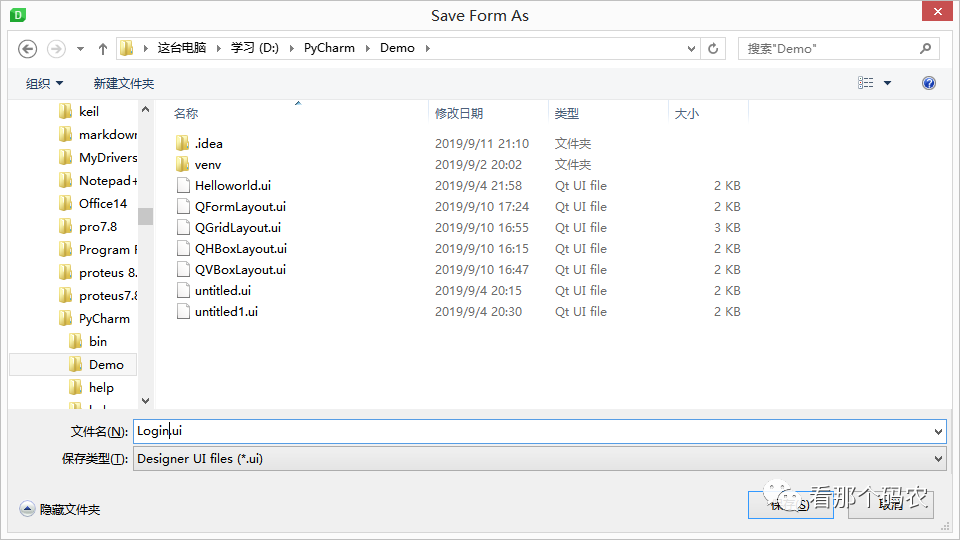 Save Form As
这台电脑 学习 (D:) PyCharm Demo 搜索"Demo"
组织 新建文件夹
名称 修改日期 类型 大小
keil
markdown
MyDrivers
Notepad+
Office14
pro7.8
Program F
proteus 8.
proteus7.8
PyCharm
bin
Demo
help
.idea 2019/9/11 21:10 文件夹
venv 2019/9/2 20:02 文件夹
Helloworld.ui 2019/9/4 21:58 Qt UI file 2 KB
QFormLayout.ui 2019/9/10 17:24 Qt UI file 2 KB
QGridLayout.ui 2019/9/10 16:55 Qt UI file 3 KB
QHBoxLayout.ui 2019/9/10 16:15 Qt UI file 2 KB
QVBoxLayout.ui 2019/9/10 16:47 Qt UI file 2 KB
untitled.ui 2019/9/4 20:15 Qt UI file 2 KB
untitled1.ui 2019/9/4 20:30 Qt UI file 2 KB
文件名(N): Login.ui
保存类型(T): Designer UI files (*.ui)
隐藏文件夹 保存(S) 取消
看那个码农